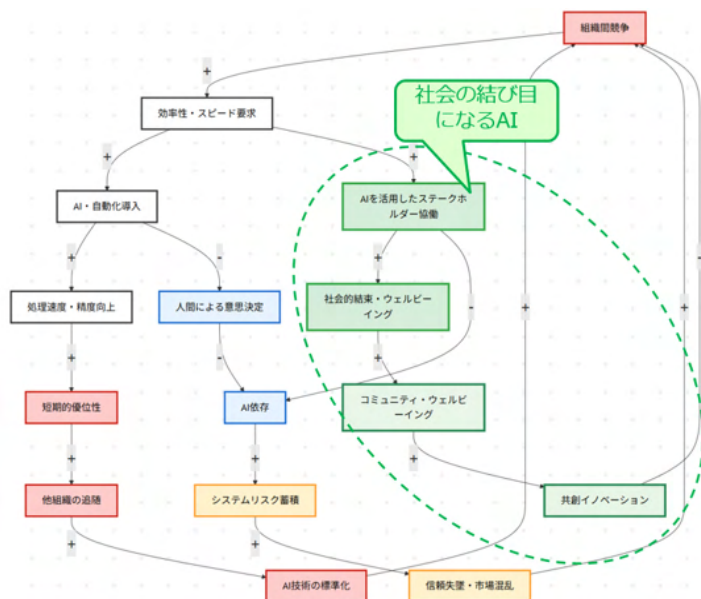 組織間競争
+
効率性・スピード要求
社会の結び目
になるAI
+
+
AI・自動化導入
AIを活用したステークホ
ルダー協働
+
-
+
-
-
処理速度・精度向上
人間による意思決定
社会的結束・ウェルビー
イング
+
+
+
-
+
短期的優位性
AI依存
コミュニティ・ウェルビ
ーイング
+
+
+
他組織の追随
システムリスク蓄積
共創イノベーション
+
+
AI技術の標準化
信頼失墜・市場混乱